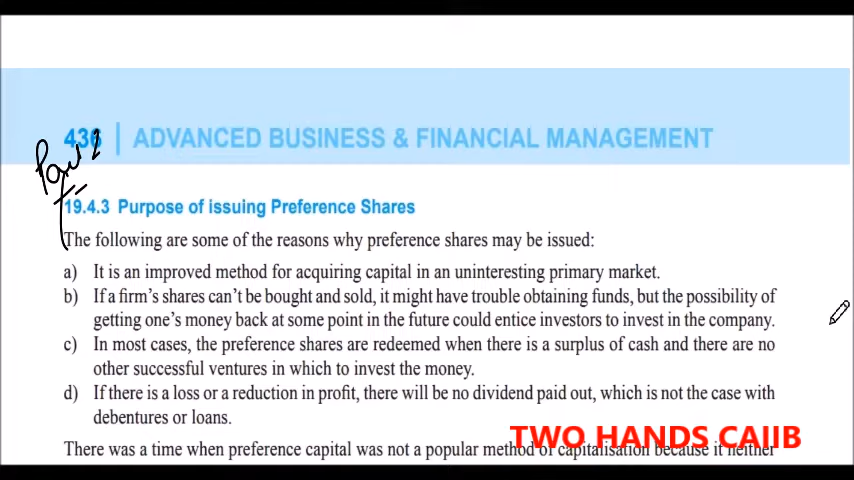 436 | ADVANCED BUSINESS & FINANCIAL MANAGEMENT
Part 2
19.4.3 Purpose of issuing Preference Shares
The following are some of the reasons why preference shares may be issued:
a) It is an improved method for acquiring capital in an uninteresting primary market.
b) If a firm's shares can't be bought and sold, it might have trouble obtaining funds, but the possibility of
getting one's money back at some point in the future could entice investors to invest in the company.
c) In most cases, the preference shares are redeemed when there is a surplus of cash and there are no
other successful ventures in which to invest the money.
d) If there is a loss or a reduction in profit, there will be no dividend paid out, which is not the case with
debentures or loans.
TWO HANDS CAIIB
There was a time when preference capital was not a popular method of capitalisation because it neither